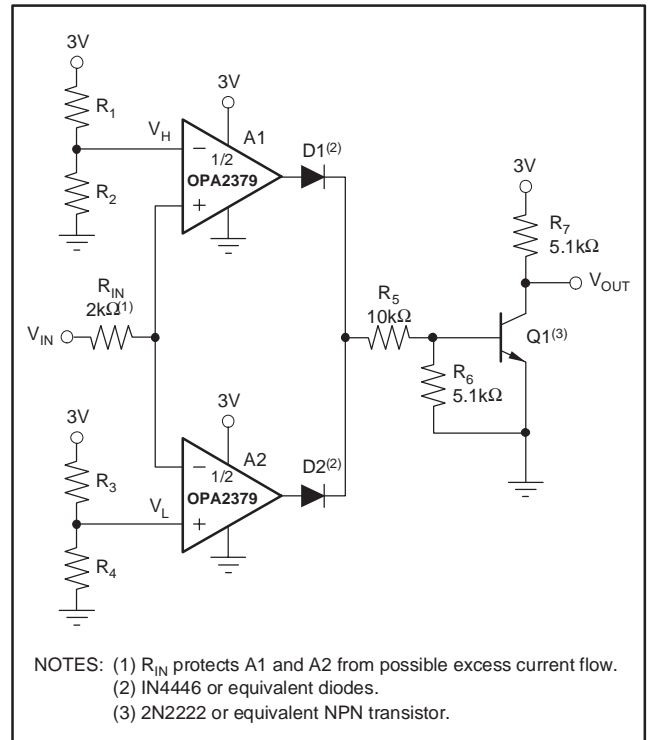 3V
R1
VH
R2
3V
A1
−
1/2
OPA2379
+
D1(2)
3V
R7
5.1kΩ
VOUT
RIN
2kΩ(1)
VIN
R5
10kΩ
Q1(3)
R6
5.1kΩ
3V
R3
VL
R4
3V
A2
−
1/2
OPA2379
+
D2(2)
NOTES: (1) RIN protects A1 and A2 from possible excess current flow.
(2) IN4446 or equivalent diodes.
(3) 2N2222 or equivalent NPN transistor.